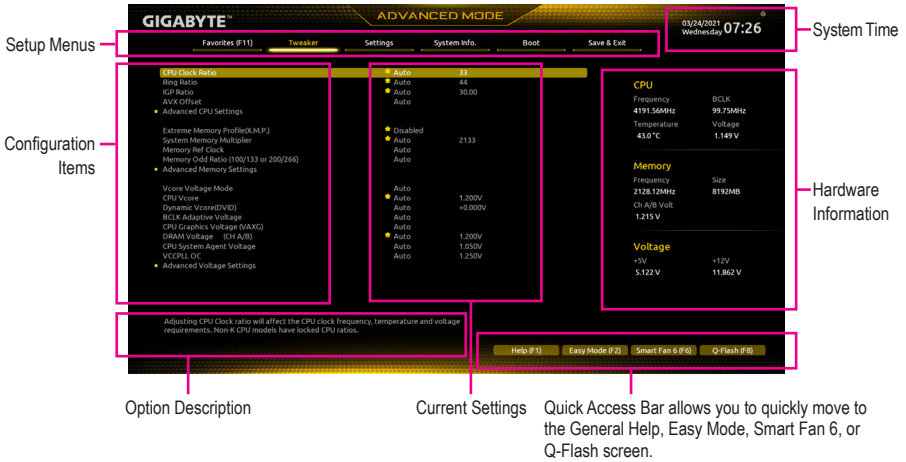 GIGABYTE™
ADVANCED MODE
03/24/2021
Wednesday 07:26
System Time
Setup Menus
Favorites (F11) Tweaker Settings System Info. Boot Save & Exit
CPU Clock Ratio Auto 33
Ring Ratio Auto 44
IGP Ratio Auto 30.00
AVX Offset Auto
Advanced CPU Settings
Extreme Memory Profile(X.M.P.) Disabled
System Memory Multiplier Auto 2133
Memory Ref Clock Auto
Memory Odd Ratio (100/133 or 200/266) Auto
Advanced Memory Settings
Vcore Voltage Mode Auto
CPU Vcore Auto 1.200V
Dynamic Vcore(DVID) Auto +0.000V
BCLK Adaptive Voltage Auto
CPU Graphics Voltage (VAXG) Auto
DRAM Voltage (CH A/B) Auto 1.200V
CPU System Agent Voltage Auto 1.050V
VCCPLL OC Auto 1.250V
Advanced Voltage Settings
Configuration
Items
CPU
Frequency BCLK
4191.56MHz 99.75MHz
Temperature Voltage
43.0°C 1.149 V
Memory
Frequency Size
2128.12MHz 8192MB
Ch A/B Volt
1.215 V
Voltage
+5V +12V
5.122 V 11.862 V
Hardware
Information
Adjusting CPU Clock ratio will affect the CPU clock frequency, temperature and voltage
requirements. Non-K CPU models have locked CPU ratios.
Help (F1) Easy Mode (F2) Smart Fan 6 (F6) Q-Flash (F8)
Option Description
Current Settings
Quick Access Bar allows you to quickly move to
the General Help, Easy Mode, Smart Fan 6, or
Q-Flash screen.